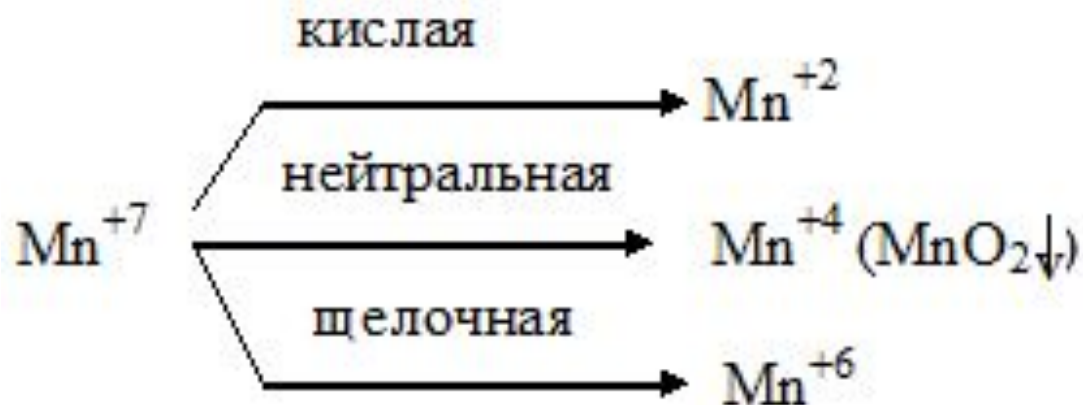 кислая
Mn+2
нейтральная
Mn+7
Mn+4 (MnO2↓)
щелочная
Mn+6